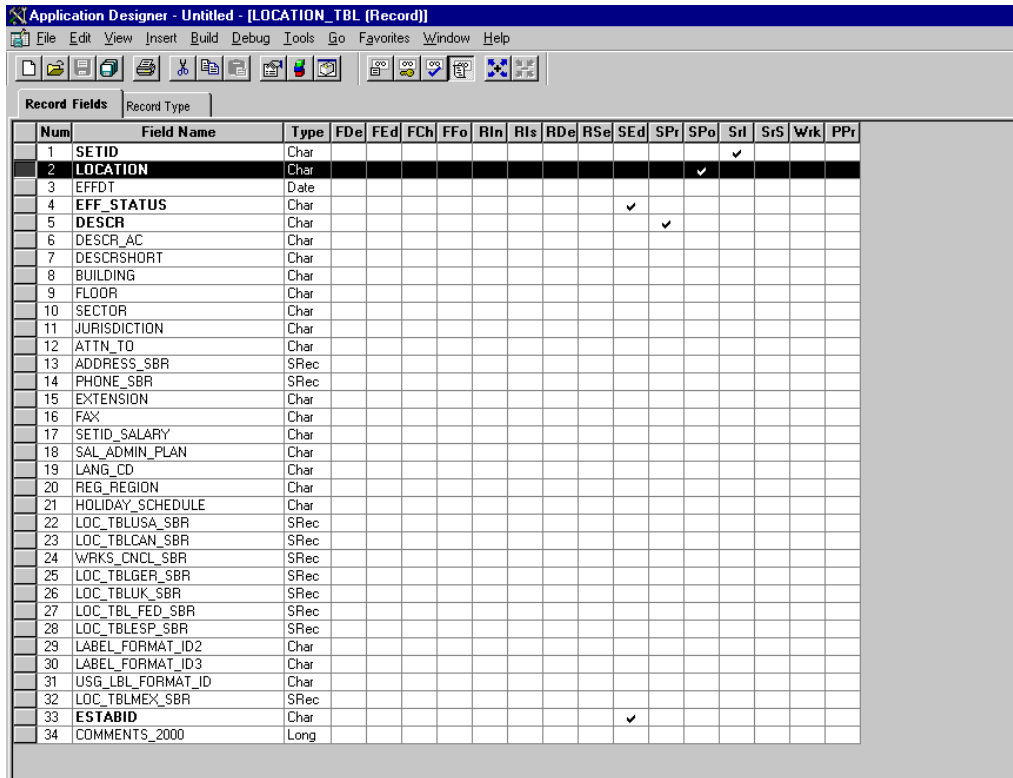 Application Designer - Untitled - [LOCATION_TBL (Record)]
File Edit View Insert Build Debug Tools Go Favorites Window Help
Record Fields Record Type
Num Field Name Type FDe FEd FCh FFo RIn RIs RDe RSe SEd SPr SPo SrI SrS Wrk PPr
1 SETID Char
2 LOCATION Char
3 EFFDT Date
4 EFF_STATUS Char
5 DESCR Char
6 DESCR_AC Char
7 DESCRSHORT Char
8 BUILDING Char
9 FLOOR Char
10 SECTOR Char
11 JURISDICTION Char
12 ATTN_TO Char
13 ADDRESS_SBR SRec
14 PHONE_SBR SRec
15 EXTENSION Char
16 FAX Char
17 SETID_SALARY Char
18 SAL_ADMIN_PLAN Char
19 LANG_CD Char
20 REG_REGION Char
21 HOLIDAY_SCHEDULE Char
22 LOC_TBLUSA_SBR SRec
23 LOC_TBLCAN_SBR SRec
24 WRKS_CNCL_SBR SRec
25 LOC_TBLGER_SBR SRec
26 LOC_TBLUK_SBR SRec
27 LOC_TBL_FED_SBR SRec
28 LOC_TBLESP_SBR SRec
29 LABEL_FORMAT_ID2 Char
30 LABEL_FORMAT_ID3 Char
31 USG_LBL_FORMAT_ID Char
32 LOC_TBLMEX_SBR SRec
33 ESTABID Char
34 COMMENTS_2000 Long